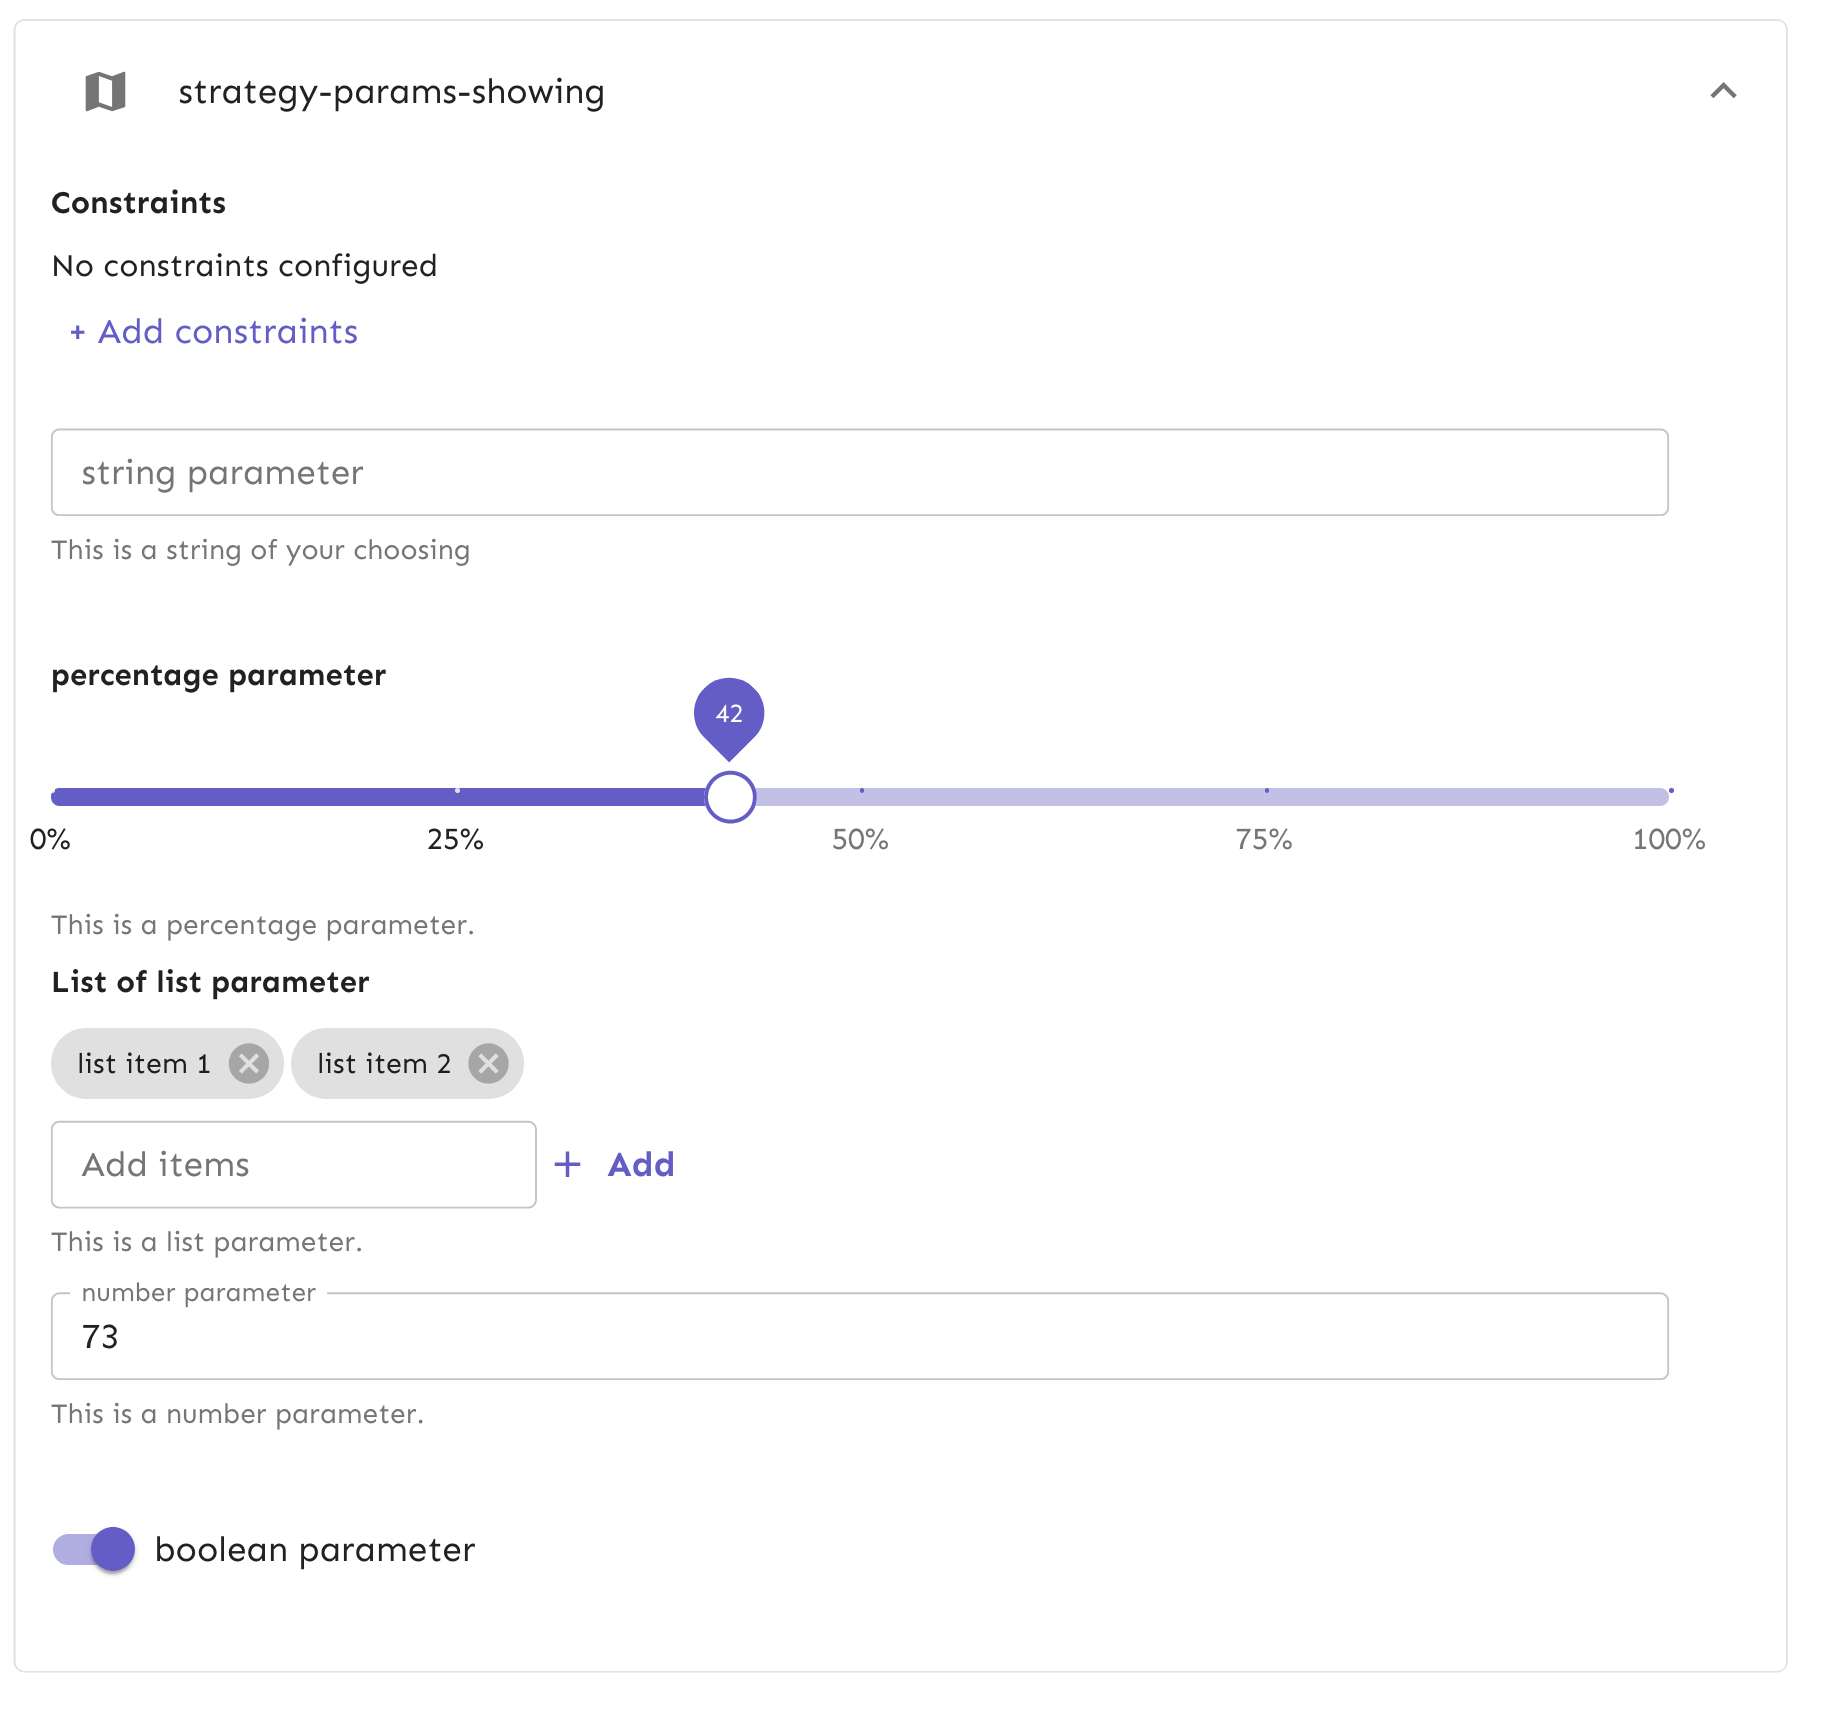 strategy-params-showing
Constraints
No constraints configured
+ Add constraints
string parameter
This is a string of your choosing
percentage parameter
42
0% 25% 50% 75% 100%
This is a percentage parameter.
List of list parameter
list item 1 list item 2
Add items + Add
This is a list parameter.
number parameter
73
This is a number parameter.
boolean parameter